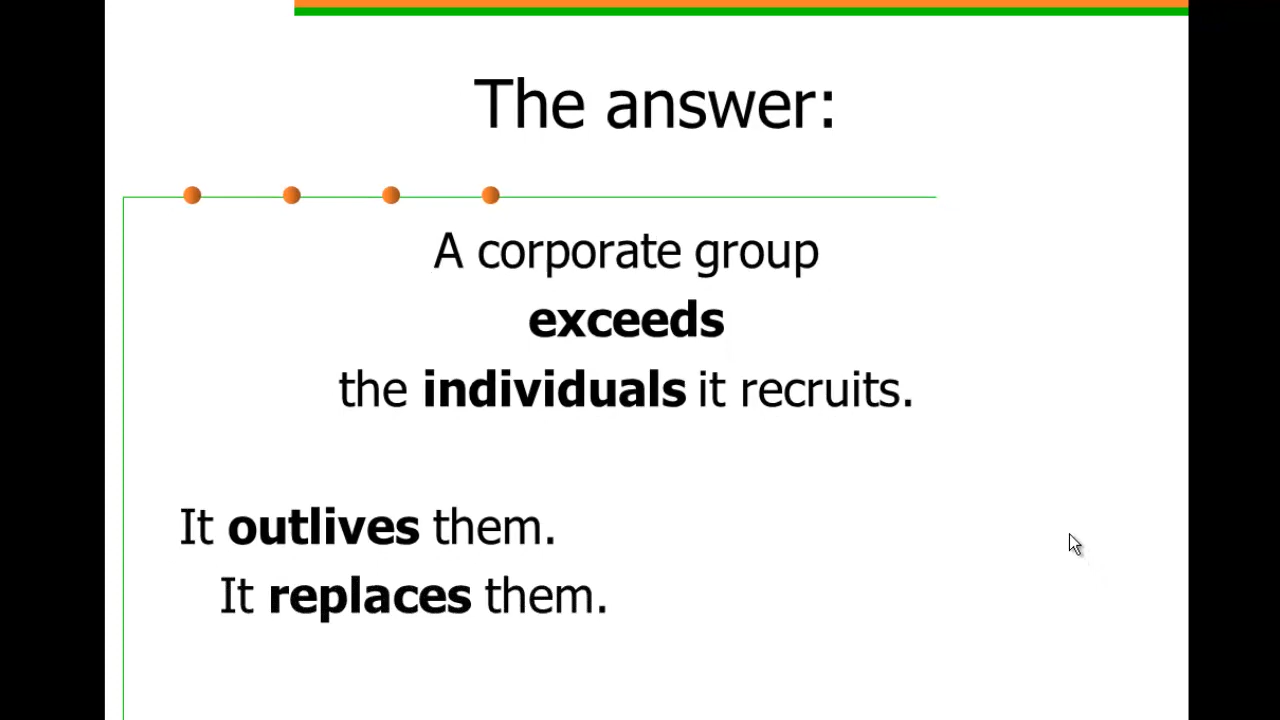 The answer:
A corporate group
exceeds
the individuals it recruits.
It outlives them.
It replaces them.